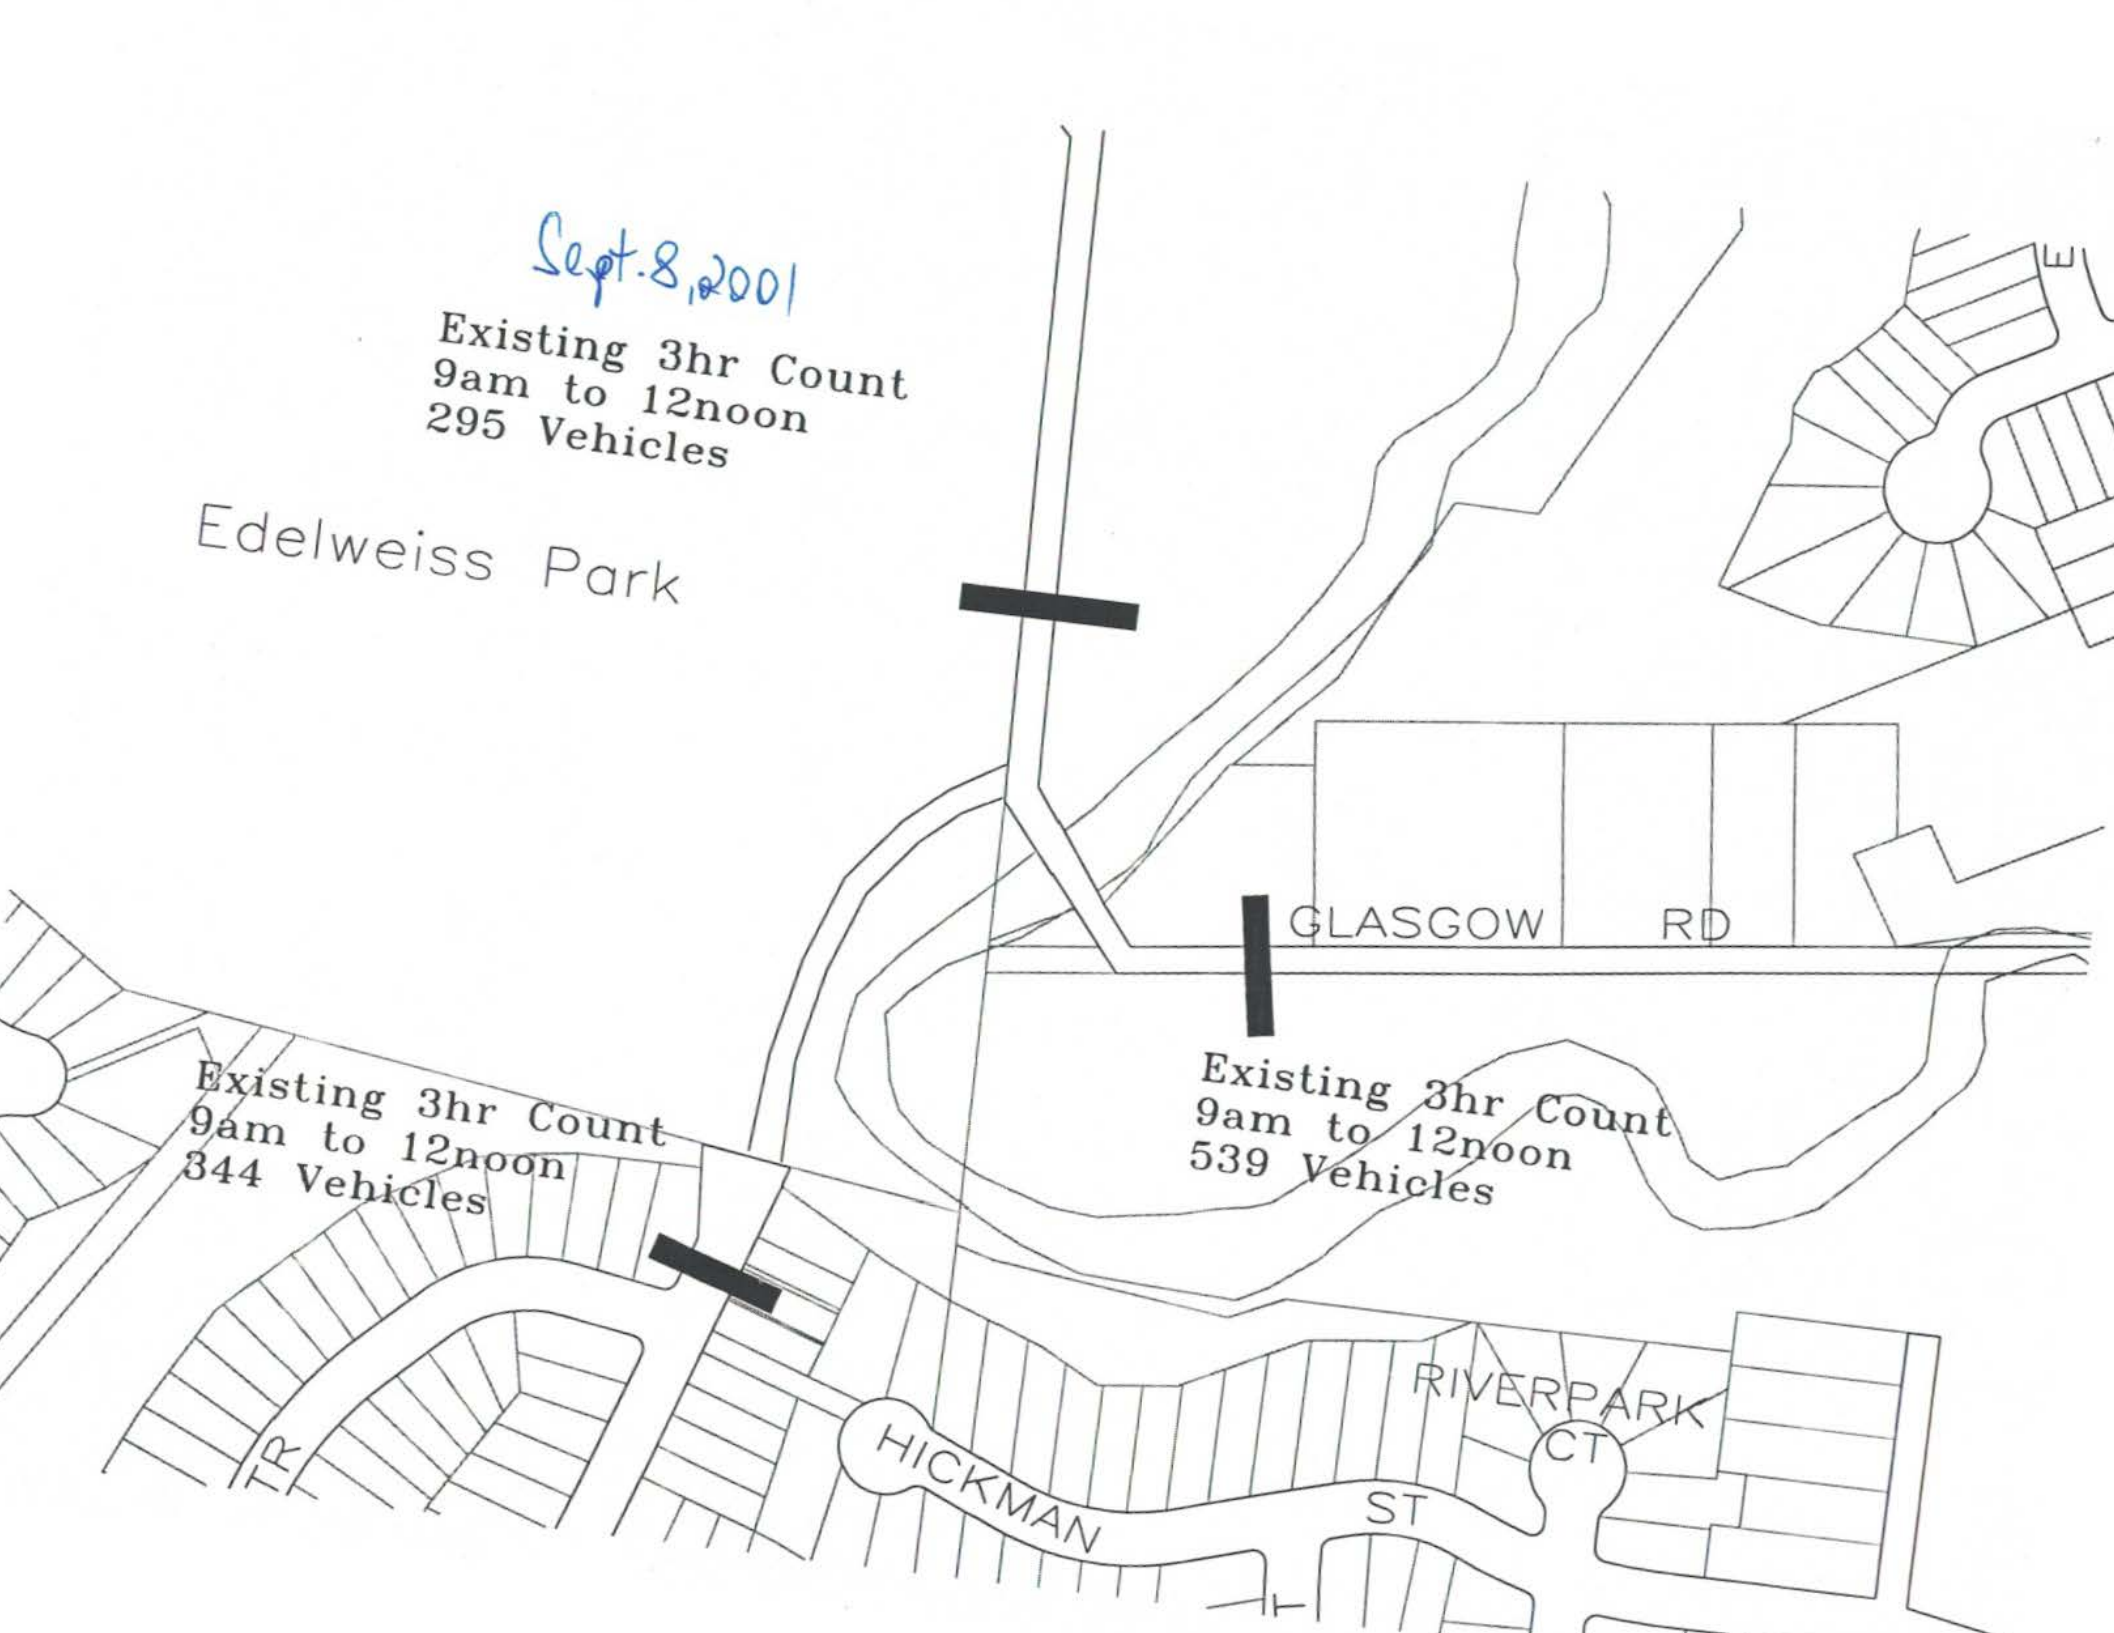 Sept. 8, 2001
Existing 3hr Count
9am to 12noon
295 Vehicles
E
Edelweiss Park
GLASGOW RD
Existing 3hr Count
9am to 12noon
344 Vehicles
Existing 3hr Count
9am to 12noon
539 Vehicles
RIVERPARK
CT
TR
HICKMAN ST